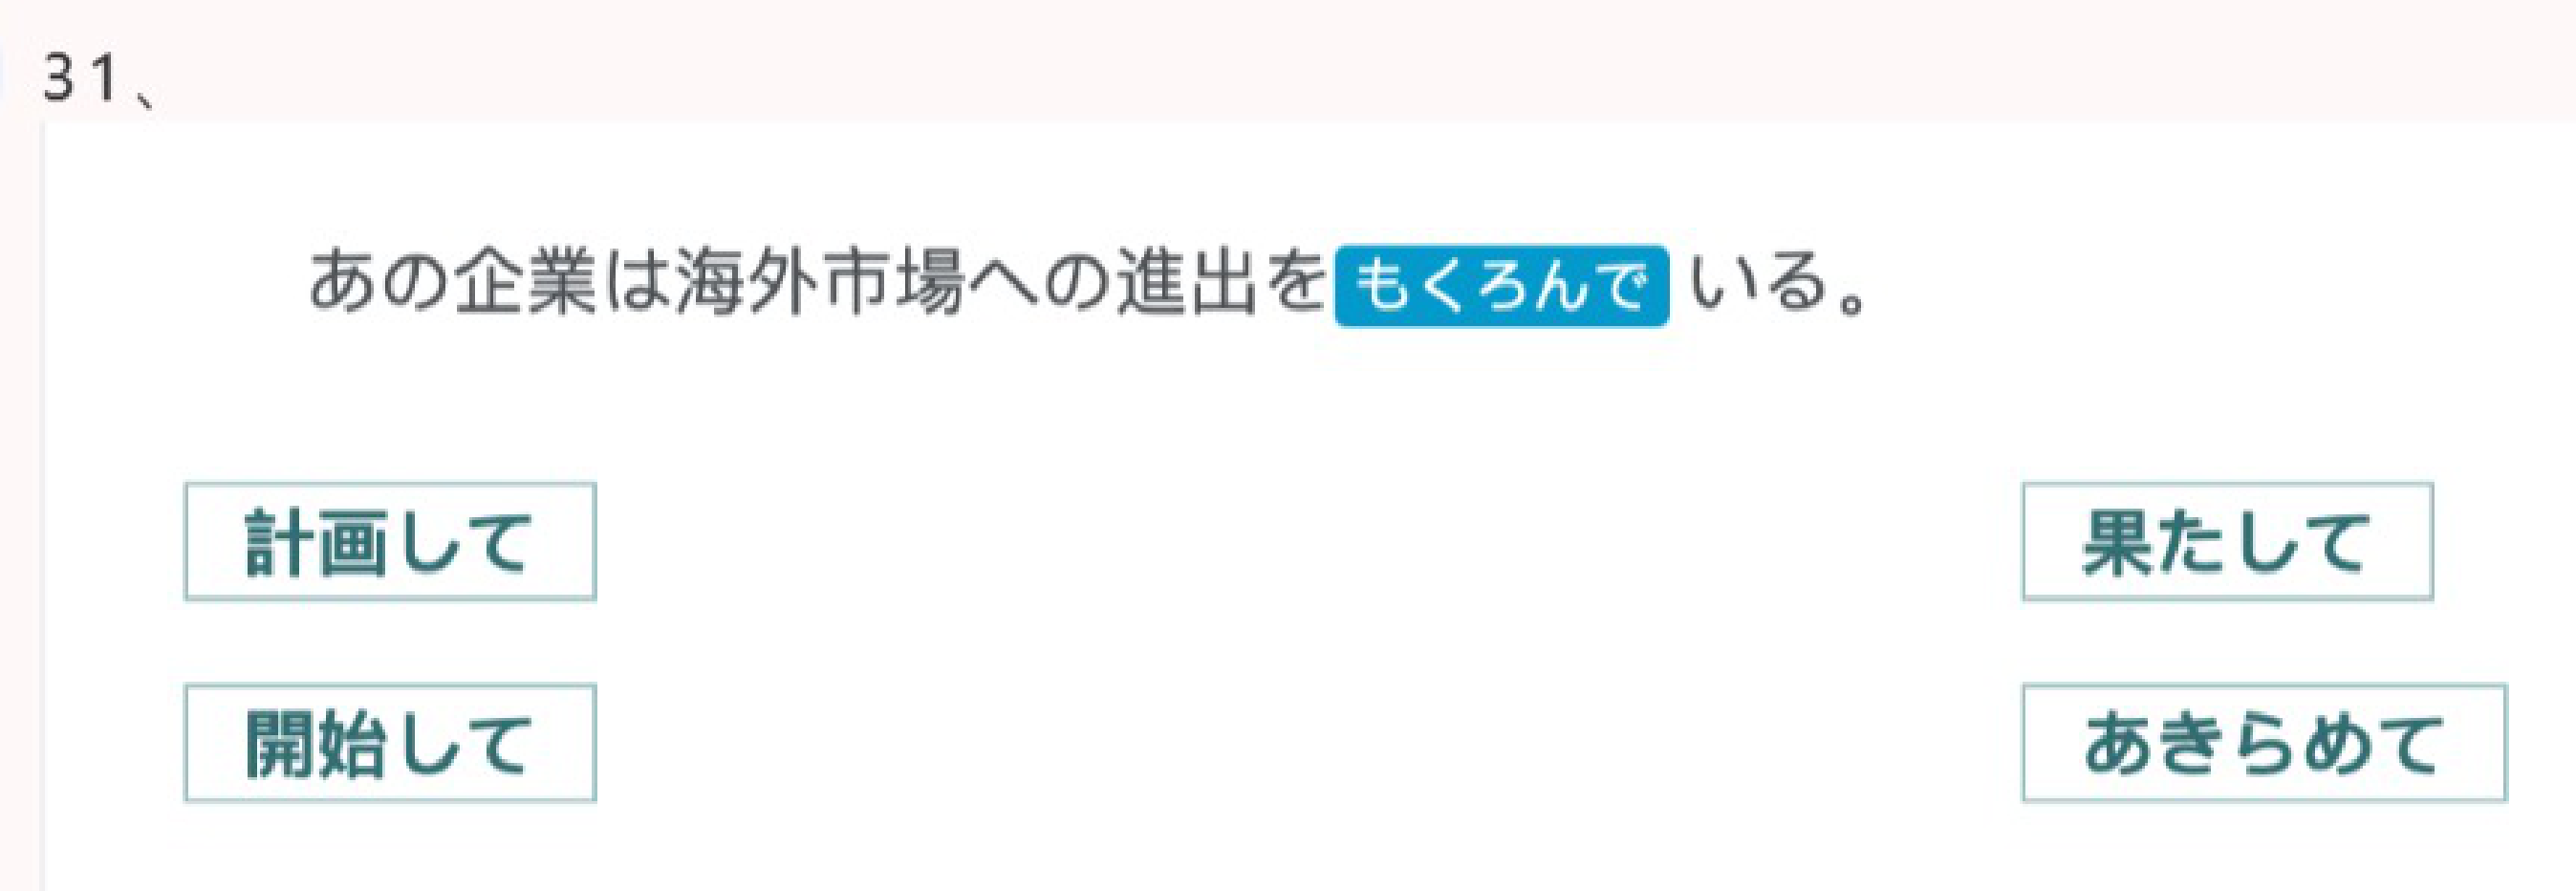 31、
あの企業は海外市場への進出をもくろんで いる。
計画して 果たして
開始して あきらめて